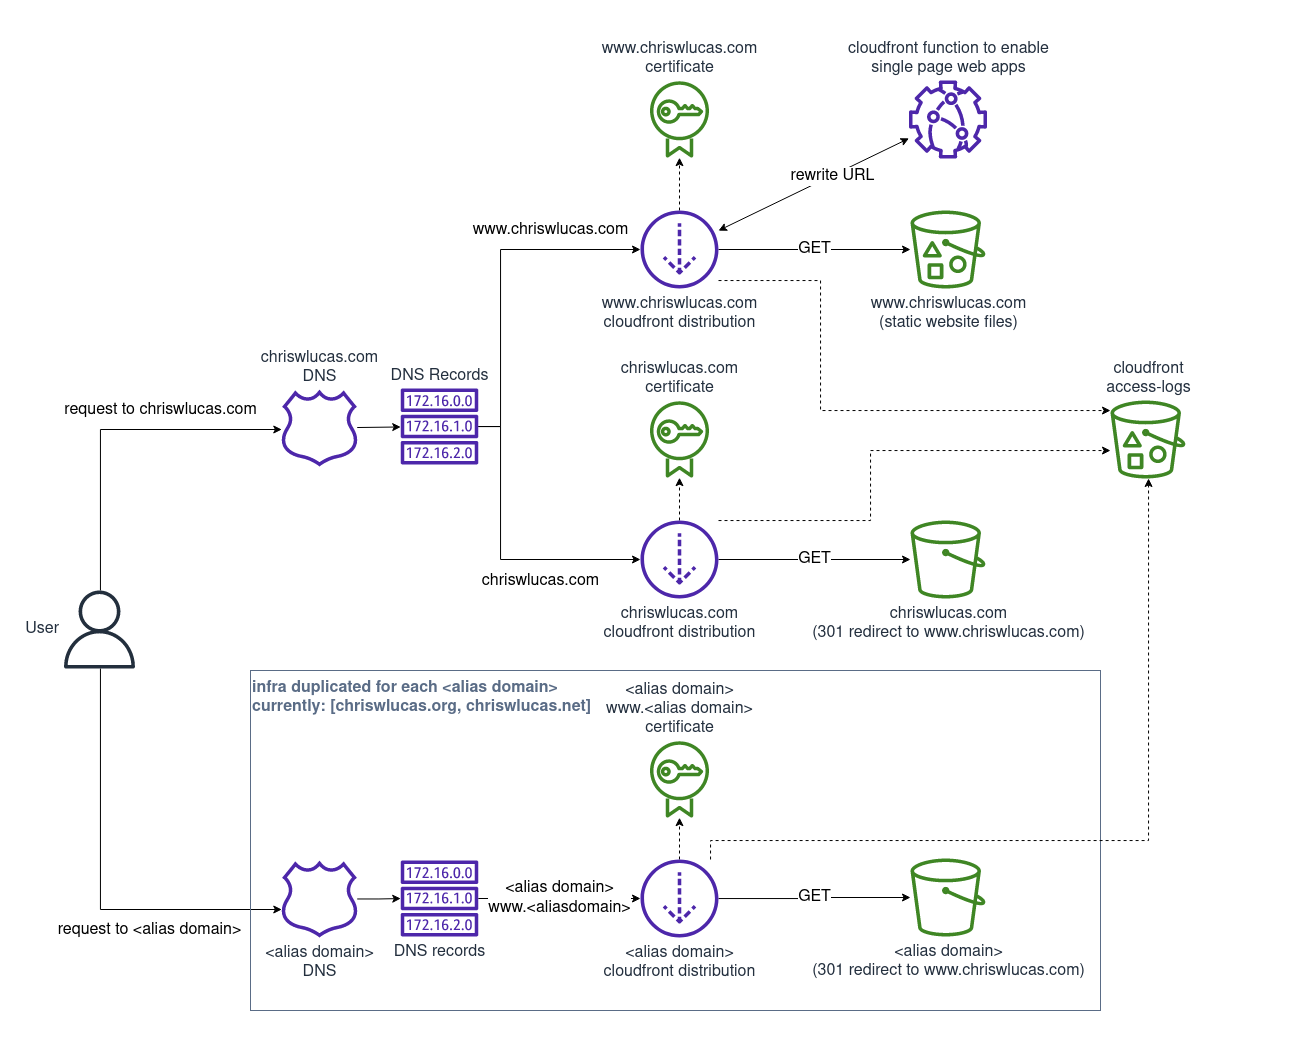 www.chriswlucas.com
certificate
cloudfront function to enable
single page web apps
rewrite URL
www.chriswlucas.com
GET
www.chriswlucas.com
cloudfront distribution
www.chriswlucas.com
(static website files)
chriswlucas.com
DNS
DNS Records
172.16.0.0
172.16.1.0
172.16.2.0
request to chriswlucas.com
chriswlucas.com
certificate
cloudfront
access-logs
GET
chriswlucas.com
chriswlucas.com
cloudfront distribution
chriswlucas.com
(301 redirect to www.chriswlucas.com)
User
infra duplicated for each <alias domain>
currently: [chriswlucas.org, chriswlucas.net]
<alias domain>
www.<alias domain>
certificate
request to <alias domain>
172.16.0.0
172.16.1.0
172.16.2.0
<alias domain>
www.<aliasdomain>
GET
<alias domain>
DNS
DNS records
<alias domain>
cloudfront distribution
<alias domain>
(301 redirect to www.chriswlucas.com)